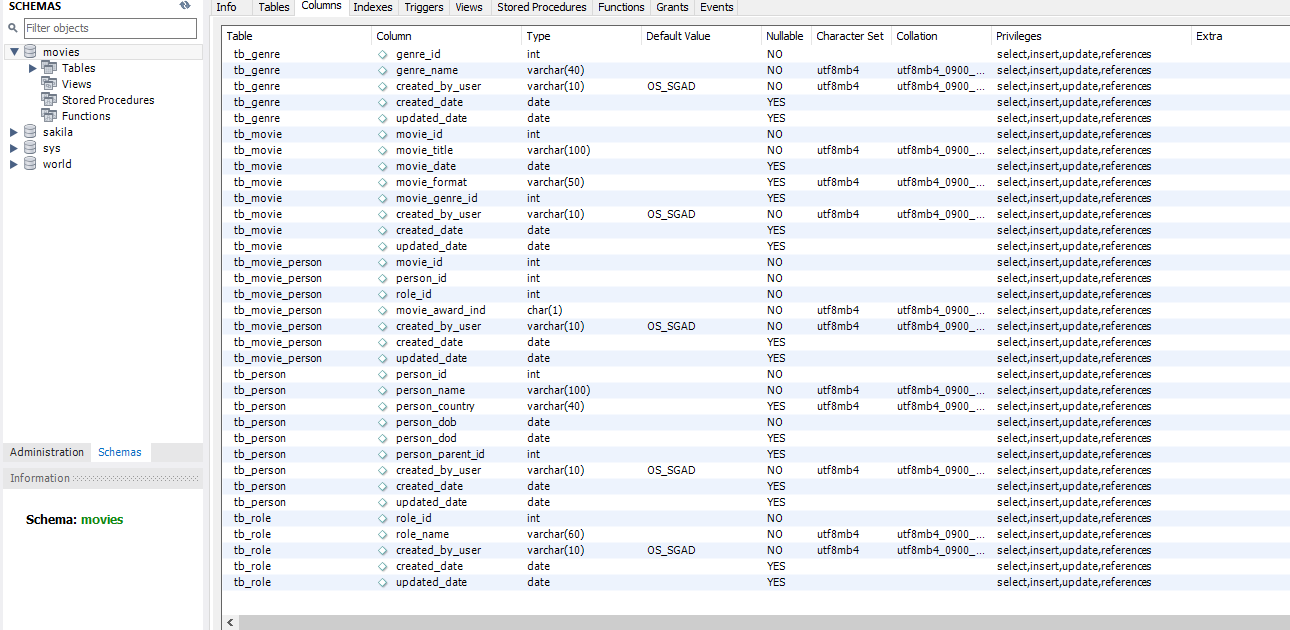 SCHEMAS
Filter objects
movies
Tables
Views
Stored Procedures
Functions
sakila
sys
world
Administration Schemas
Information
Schema: movies
Info Tables Columns Indexes Triggers Views Stored Procedures Functions Grants Events
Table Column Type Default Value Nullable Character Set Collation Privileges Extra
tb_genre genre_id int NO select,insert,update,references
tb_genre genre_name varchar(40) NO utf8mb4 utf8mb4_0900_... select,insert,update,references
tb_genre created_by_user varchar(10) OS_SGAD NO utf8mb4 utf8mb4_0900_... select,insert,update,references
tb_genre created_date date YES select,insert,update,references
tb_genre updated_date date YES select,insert,update,references
tb_movie movie_id int NO select,insert,update,references
tb_movie movie_title varchar(100) NO utf8mb4 utf8mb4_0900_... select,insert,update,references
tb_movie movie_date date YES select,insert,update,references
tb_movie movie_format varchar(50) YES utf8mb4 utf8mb4_0900_... select,insert,update,references
tb_movie movie_genre_id int YES select,insert,update,references
tb_movie created_by_user varchar(10) OS_SGAD NO utf8mb4 utf8mb4_0900_... select,insert,update,references
tb_movie created_date date YES select,insert,update,references
tb_movie updated_date date YES select,insert,update,references
tb_movie_person movie_id int NO select,insert,update,references
tb_movie_person person_id int NO select,insert,update,references
tb_movie_person role_id int NO select,insert,update,references
tb_movie_person movie_award_ind char(1) NO utf8mb4 utf8mb4_0900_... select,insert,update,references
tb_movie_person created_by_user varchar(10) OS_SGAD NO utf8mb4 utf8mb4_0900_... select,insert,update,references
tb_movie_person created_date date YES select,insert,update,references
tb_movie_person updated_date date YES select,insert,update,references
tb_person person_id int NO select,insert,update,references
tb_person person_name varchar(100) NO utf8mb4 utf8mb4_0900_... select,insert,update,references
tb_person person_country varchar(40) YES utf8mb4 utf8mb4_0900_... select,insert,update,references
tb_person person_dob date NO select,insert,update,references
tb_person person_dod date YES select,insert,update,references
tb_person person_parent_id int YES select,insert,update,references
tb_person created_by_user varchar(10) OS_SGAD NO utf8mb4 utf8mb4_0900_... select,insert,update,references
tb_person created_date date YES select,insert,update,references
tb_person updated_date date YES select,insert,update,references
tb_role role_id int NO select,insert,update,references
tb_role role_name varchar(60) NO utf8mb4 utf8mb4_0900_... select,insert,update,references
tb_role created_by_user varchar(10) OS_SGAD NO utf8mb4 utf8mb4_0900_... select,insert,update,references
tb_role created_date date YES select,insert,update,references
tb_role updated_date date YES select,insert,update,references